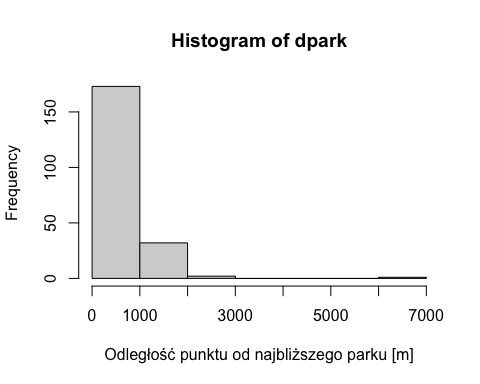 Histogram of dpark
Frequency
150
100
50
0
0 1000 3000 5000 7000
Odległość punktu od najbliższego parku [m]